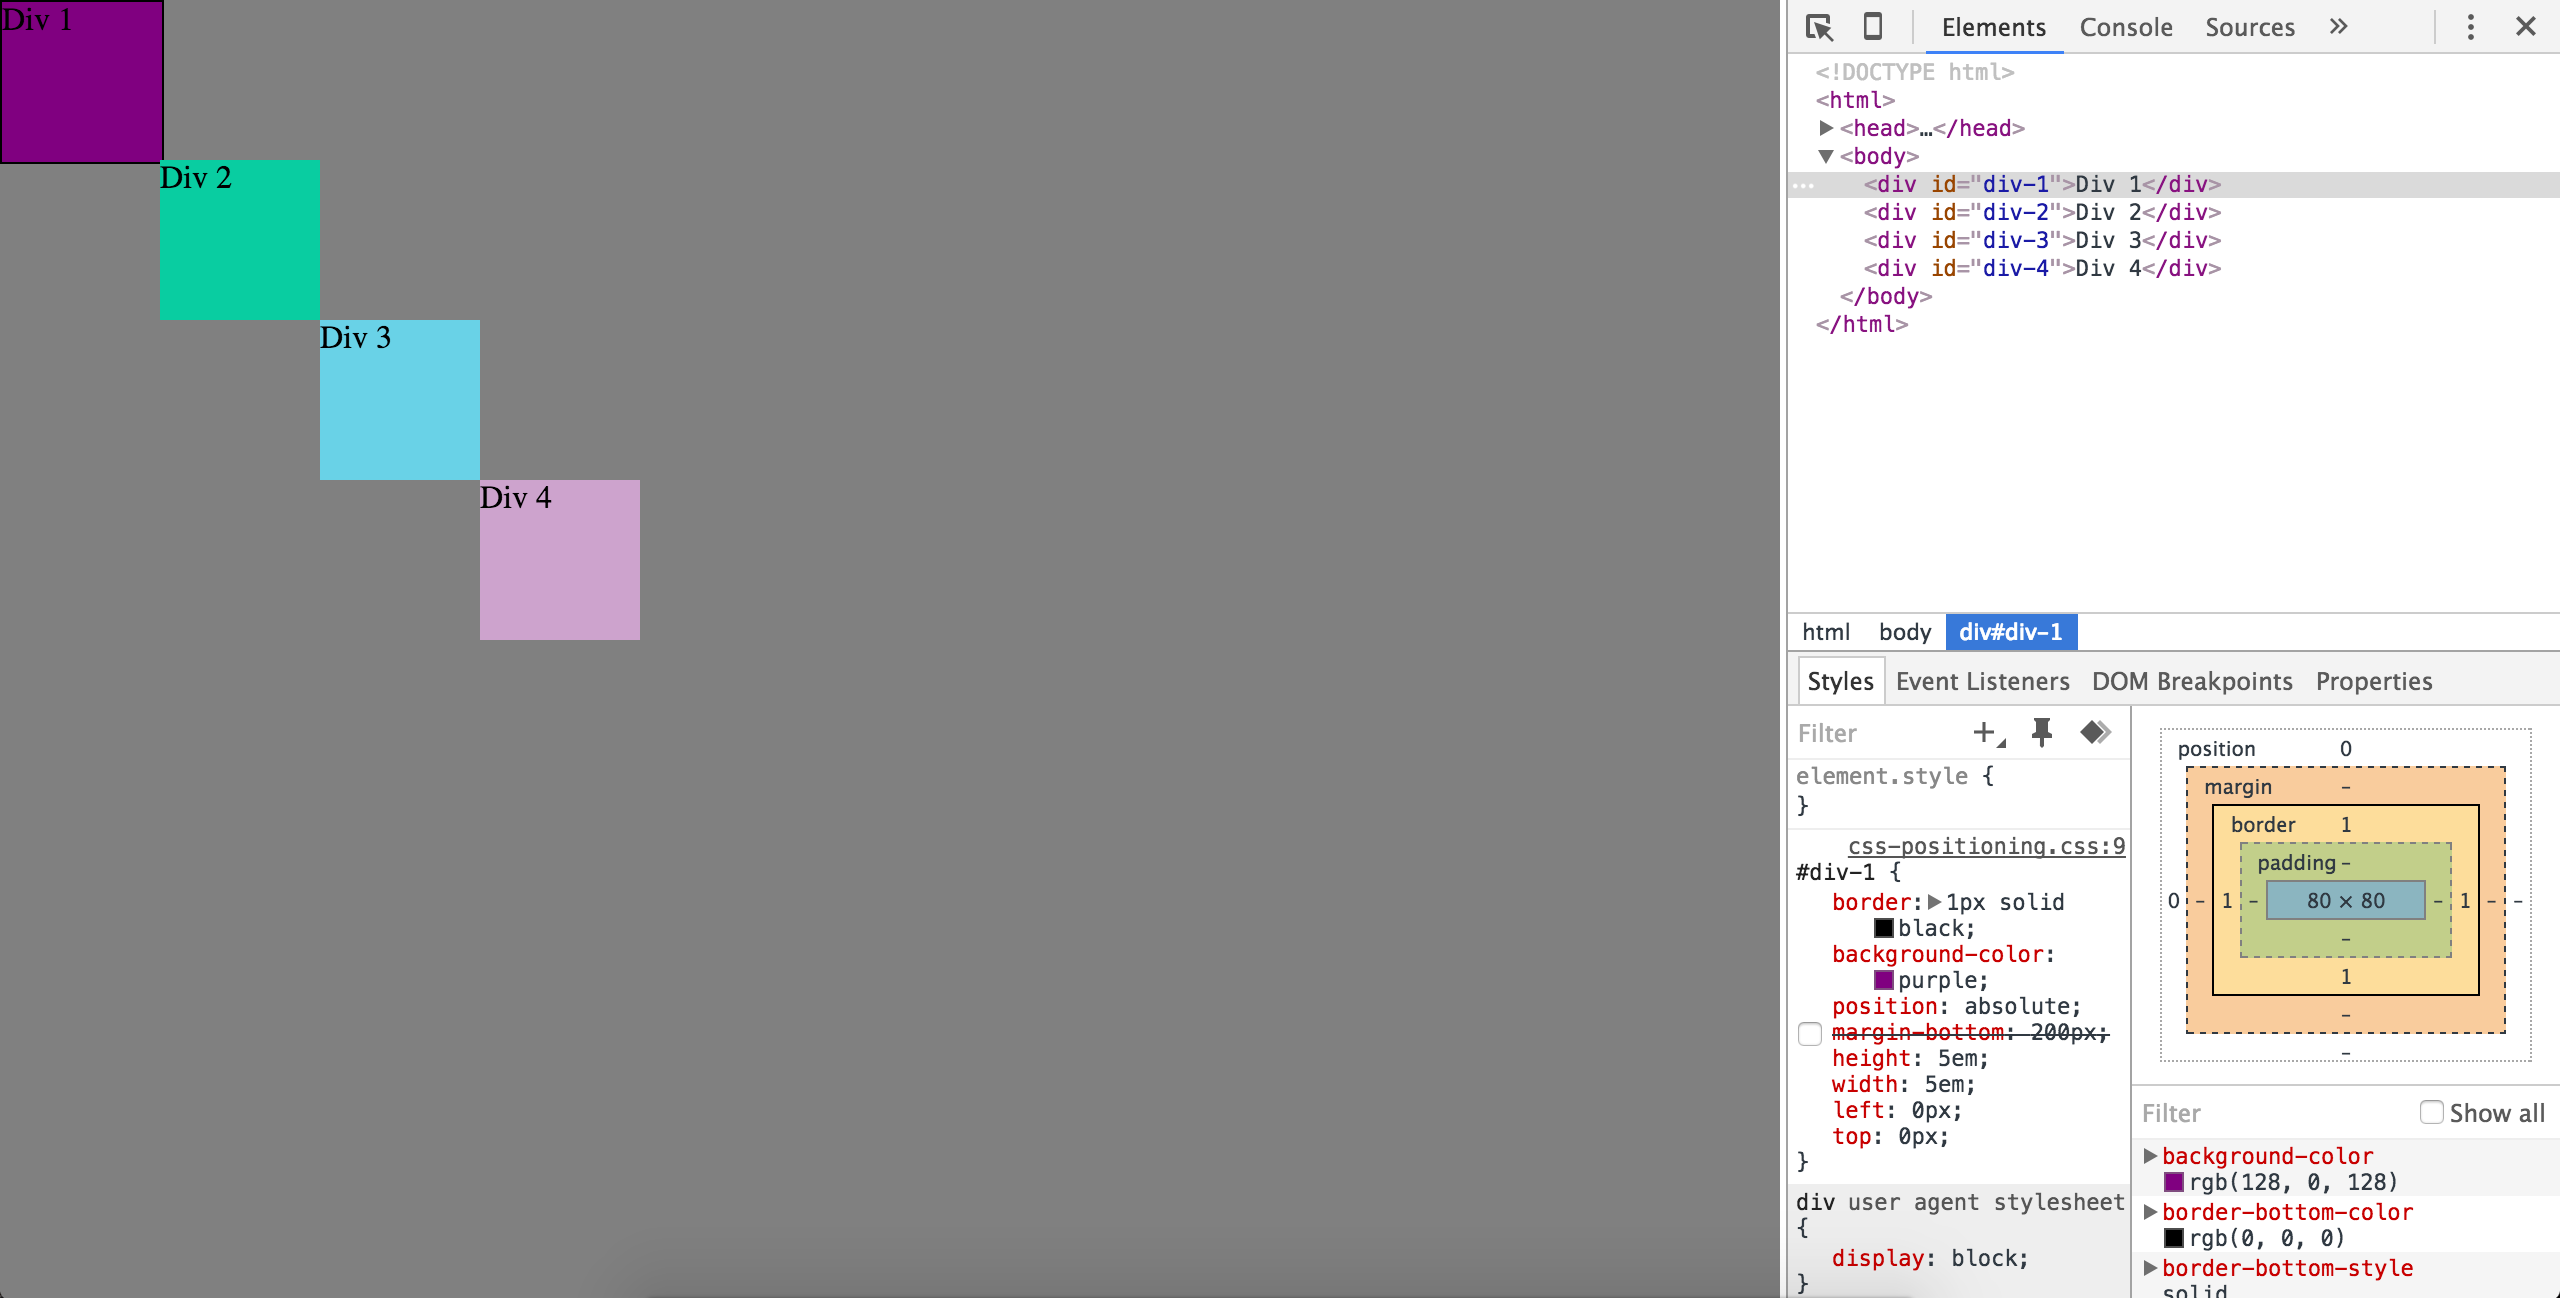 Div 1
Div 2
Div 3
Div 4
Elements Console Sources »
<!DOCTYPE html>
<html>
<head>…</head>
<body>
<div id="div-1">Div 1</div>
<div id="div-2">Div 2</div>
<div id="div-3">Div 3</div>
<div id="div-4">Div 4</div>
</body>
</html>
html body div#div-1
Styles Event Listeners DOM Breakpoints Properties
Filter
element.style {
}
css-positioning.css:9
#div-1 {
border: 1px solid
black;
background-color:
purple;
position: absolute;
margin-bottom: 200px;
height: 5em;
width: 5em;
left: 0px;
top: 0px;
}
div user agent stylesheet
{
display: block;
}
position 0
margin -
border 1
padding -
0 - 1 - 80 × 80 - 1 - -
-
1
-
-
Filter Show all
background-color
rgb(128, 0, 128)
border-bottom-color
rgb(0, 0, 0)
border-bottom-style
solid